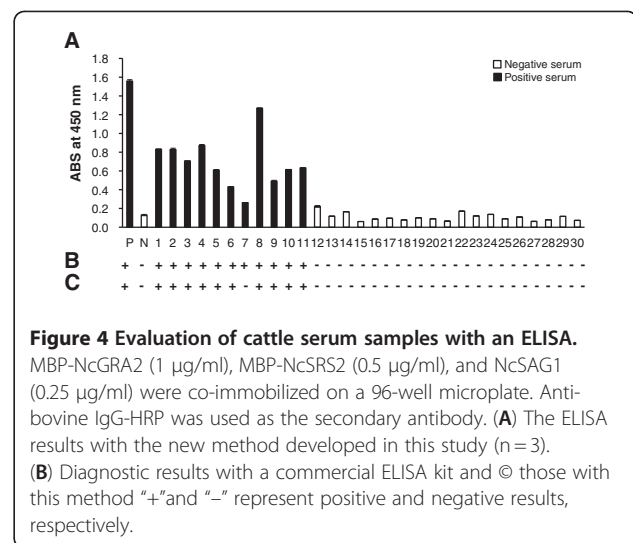 A
Negative serum
Positive serum
ABS at 450 nm
1.8
1.6
1.4
1.2
1.0
0.8
0.6
0.4
0.2
0.0
P N 1 2 3 4 5 6 7 8 9 10 11 12 13 14 15 16 17 18 19 20 21 22 23 24 25 26 27 28 29 30
B + - + + + + + + + + + + + - - - - - - - - - - - - - - - - - - -
C + - + + + + + + - + + + + - - - - - - - - - - - - - - - - - - -
Figure 4 Evaluation of cattle serum samples with an ELISA.
MBP-NcGRA2 (1 μg/ml), MBP-NcSRS2 (0.5 μg/ml), and NcSAG1
(0.25 μg/ml) were co-immobilized on a 96-well microplate. Anti-
bovine IgG-HRP was used as the secondary antibody. (A) The ELISA
results with the new method developed in this study (n = 3).
(B) Diagnostic results with a commercial ELISA kit and © those with
this method “+”and “–” represent positive and negative results,
respectively.